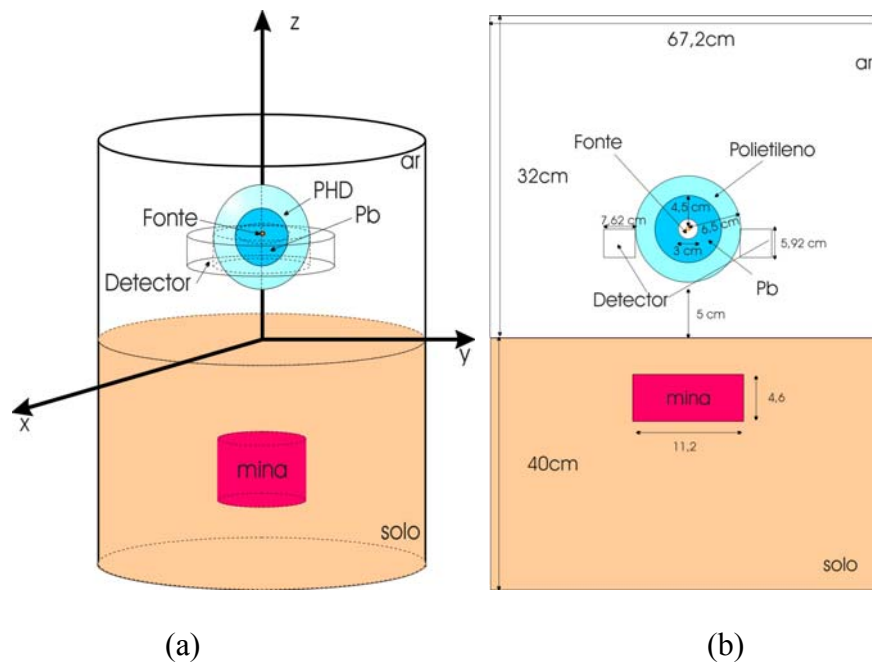 z
ar
PHD
Fonte
Pb
Detector
y
x
mina
solo
(a)
67,2cm
ar
Fonte
Polietileno
32cm
4,5 cm
7,62 cm
6,5 cm
3 cm
5,92 cm
Detector
Pb
5 cm
mina
4,6
11,2
40cm
solo
(b)